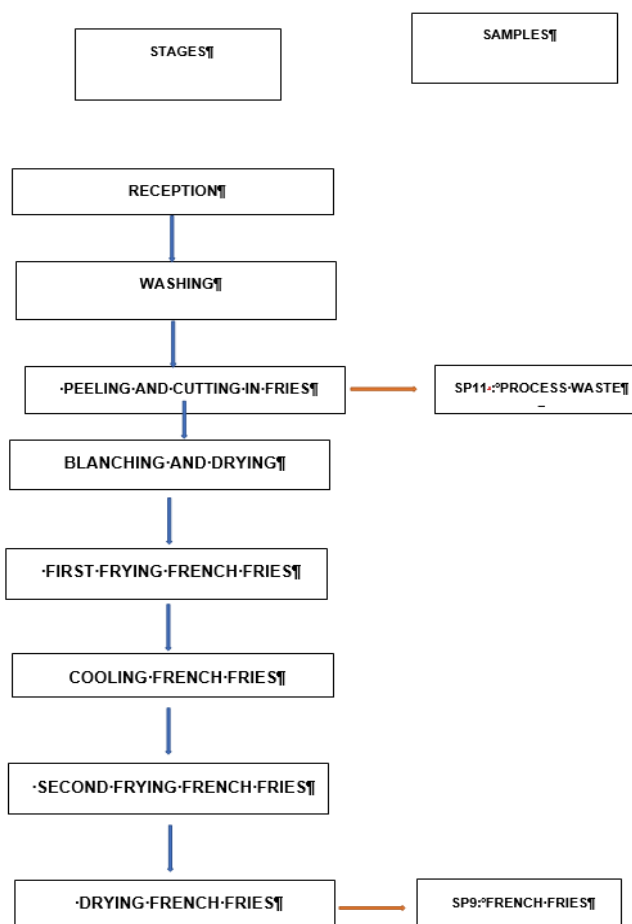 STAGES¶
SAMPLES¶
RECEPTION¶
WASHING¶
·PEELING·AND·CUTTING·IN·FRIES¶
SP11·:°PROCESS·WASTE¶
BLANCHING·AND·DRYING¶
·FIRST·FRYING·FRENCH·FRIES¶
COOLING·FRENCH·FRIES¶
·SECOND·FRYING·FRENCH·FRIES¶
·DRYING·FRENCH·FRIES¶
SP9:°FRENCH·FRIES¶